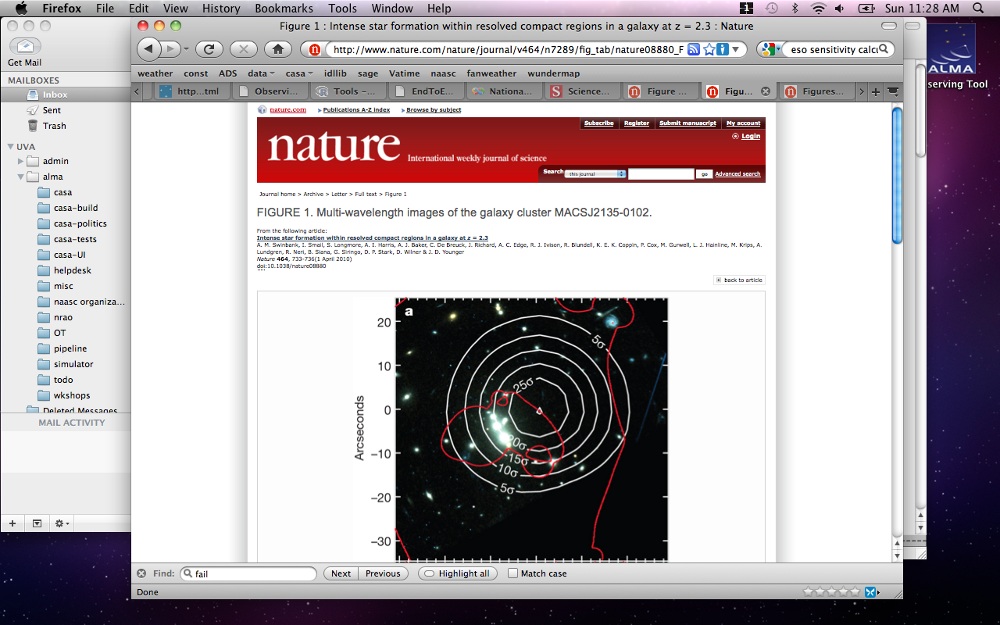 Firefox File Edit View History Bookmarks Tools Window Help
1 Sun 11:28 AM
Figure 1 : Intense star formation within resolved compact regions in a galaxy at z = 2.3 : Nature
Get Mail
http://www.nature.com/nature/journal/v464/n7289/fig_tab/nature08880_F
eso sensitivity calcu
ALMA
serving Tool
weather const ADS data casa idllib sage Vatime naasc fanweather wundermap
http...tml Observi... Tools -... EndToE... Nationa... Science... Figure ... Figu... Figures...
MAILBOXES
Inbox
Sent
Trash
UVA
admin
alma
casa
casa-build
casa-politics
casa-tests
casa-UI
helpdesk
misc
naasc organiza...
nrao
OT
pipeline
simulator
todo
wkshops
Deleted Messages
MAIL ACTIVITY
nature.com Publications A-Z index Browse by subject
Subscribe Register Submit manuscript My account
Login
nature International weekly journal of science
Search this journal go Advanced search
Journal home > Archive > Letter > Full text > Figure 1
FIGURE 1. Multi-wavelength images of the galaxy cluster MACSJ2135-0102.
From the following article:
Intense star formation within resolved compact regions in a galaxy at z = 2.3
A. M. Swinbank, I. Smail, S. Longmore, A. I. Harris, A. J. Baker, C. De Breuck, J. Richard, A. C. Edge, R. J. Ivison, R. Blundell, K. E. K. Coppin, P. Cox, M. Gurwell, L. J. Hainline, M. Krips, A.
Lundgren, R. Neri, B. Siana, G. Siringo, D. P. Stark, D. Wilner & J. D. Younger
Nature 464, 733-736(1 April 2010)
doi:10.1038/nature08880
back to article
a
20
10
0
−10
−20
−30
Arcseconds
5σ
25σ
20σ
15σ
10σ
5σ
Find: fail Next Previous Highlight all Match case
Done